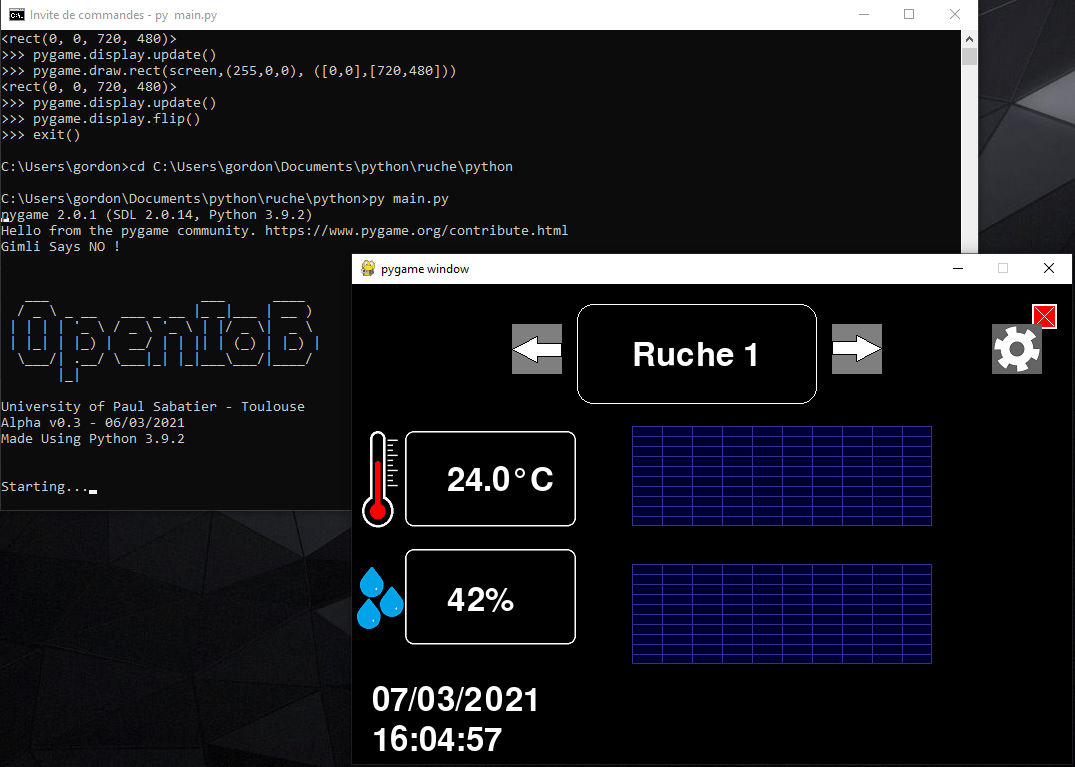 Invite de commandes - py  main.py
<rect(0, 0, 720, 480)>
>>> pygame.display.update()
>>> pygame.draw.rect(screen,(255,0,0), ([0,0],[720,480]))
<rect(0, 0, 720, 480)>
>>> pygame.display.update()
>>> pygame.display.flip()
>>> exit()
C:\Users\gordon>cd C:\Users\gordon\Documents\python\ruche\python
C:\Users\gordon\Documents\python\ruche\python>py main.py
pygame 2.0.1 (SDL 2.0.14, Python 3.9.2)
Hello from the pygame community. https://www.pygame.org/contribute.html
Gimli Says NO !
OpenIoB
University of Paul Sabatier - Toulouse
Alpha v0.3 - 06/03/2021
Made Using Python 3.9.2
Starting...
pygame window
Ruche 1
24.0°C
42%
07/03/2021
16:04:57